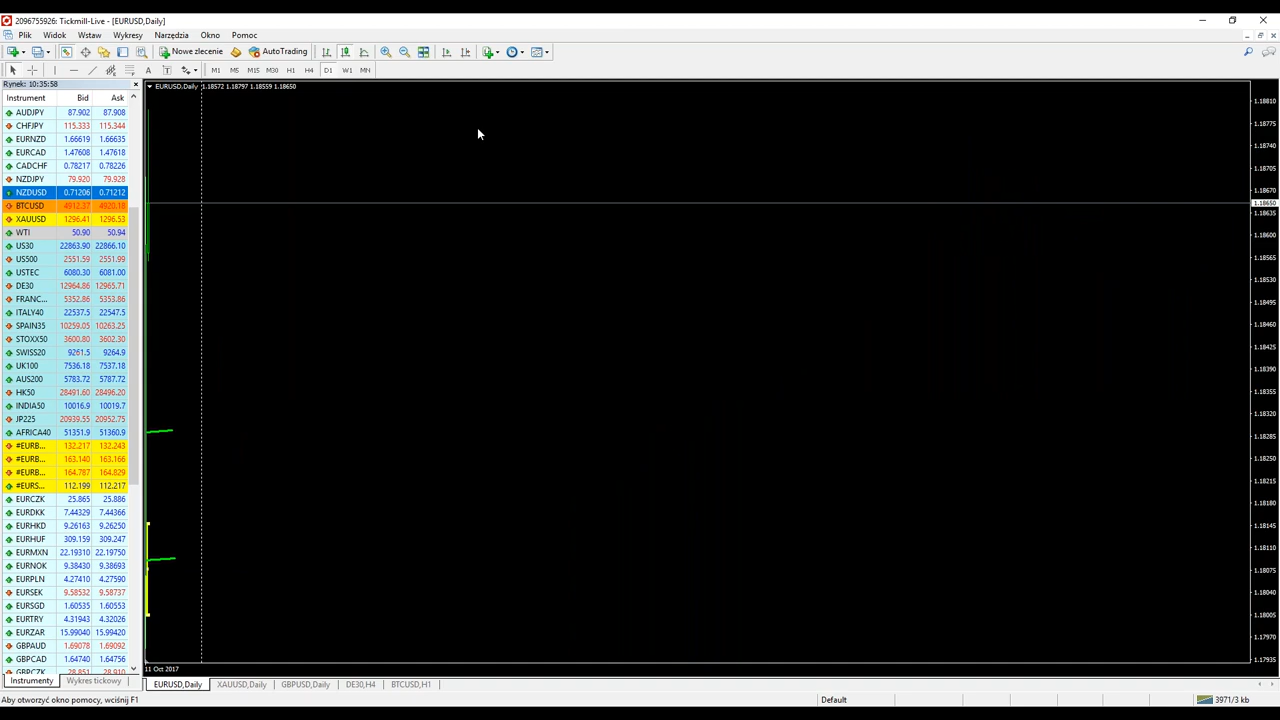 2096755926: Tickmill-Live - [EURUSD,Daily]
Plik Widok Wstaw Wykresy Narzędzia Okno Pomoc
Nowe zlecenie AutoTrading
A T M1 M5 M15 M30 H1 H4 D1 W1 MN
Rynek: 10:35:58
Instrument Bid Ask
AUDJPY 87.902 87.908
CHFJPY 115.333 115.344
EURNZD 1.66619 1.66635
EURCAD 1.47608 1.47618
CADCHF 0.78217 0.78226
NZDJPY 79.920 79.928
NZDUSD 0.71206 0.71212
BTCUSD 4912.37 4920.18
XAUUSD 1296.41 1296.53
WTI 50.90 50.94
US30 22863.90 22866.10
US500 2551.59 2551.99
USTEC 6080.30 6081.00
DE30 12964.86 12965.71
FRANC... 5352.86 5353.86
ITALY40 22537.5 22547.5
SPAIN35 10259.05 10263.25
STOXX50 3600.80 3602.30
SWISS20 9261.5 9264.9
UK100 7536.18 7537.18
AUS200 5783.72 5787.72
HK50 28491.60 28496.20
INDIA50 10016.9 10019.7
JP225 20939.55 20952.75
AFRICA40 51351.9 51360.9
#EURB... 132.217 132.243
#EURB... 163.140 163.166
#EURB... 164.787 164.829
#EURS... 112.199 112.217
EURCZK 25.865 25.886
EURDKK 7.44329 7.44366
EURHKD 9.26163 9.26250
EURHUF 309.159 309.247
EURMXN 22.19310 22.19750
EURNOK 9.38430 9.38693
EURPLN 4.27410 4.27590
EURSEK 9.58532 9.58737
EURSGD 1.60535 1.60553
EURTRY 4.31943 4.32026
EURZAR 15.99040 15.99420
GBPAUD 1.69078 1.69092
GBPCAD 1.64740 1.64756
GBPCZK 28.851 28.910
Instrumenty Wykres tickowy
EURUSD,Daily 1.18572 1.18797 1.18559 1.18650
1.18810
1.18775
1.18740
1.18705
1.18670
1.18650
1.18635
1.18600
1.18565
1.18530
1.18495
1.18460
1.18425
1.18390
1.18355
1.18320
1.18285
1.18250
1.18215
1.18180
1.18145
1.18110
1.18075
1.18040
1.18005
1.17970
1.17935
11 Oct 2017
EURUSD,Daily XAUUSD,Daily GBPUSD,Daily DE30,H4 BTCUSD,H1
Aby otworzyć okno pomocy, wciśnij F1 Default 3971/3 kb